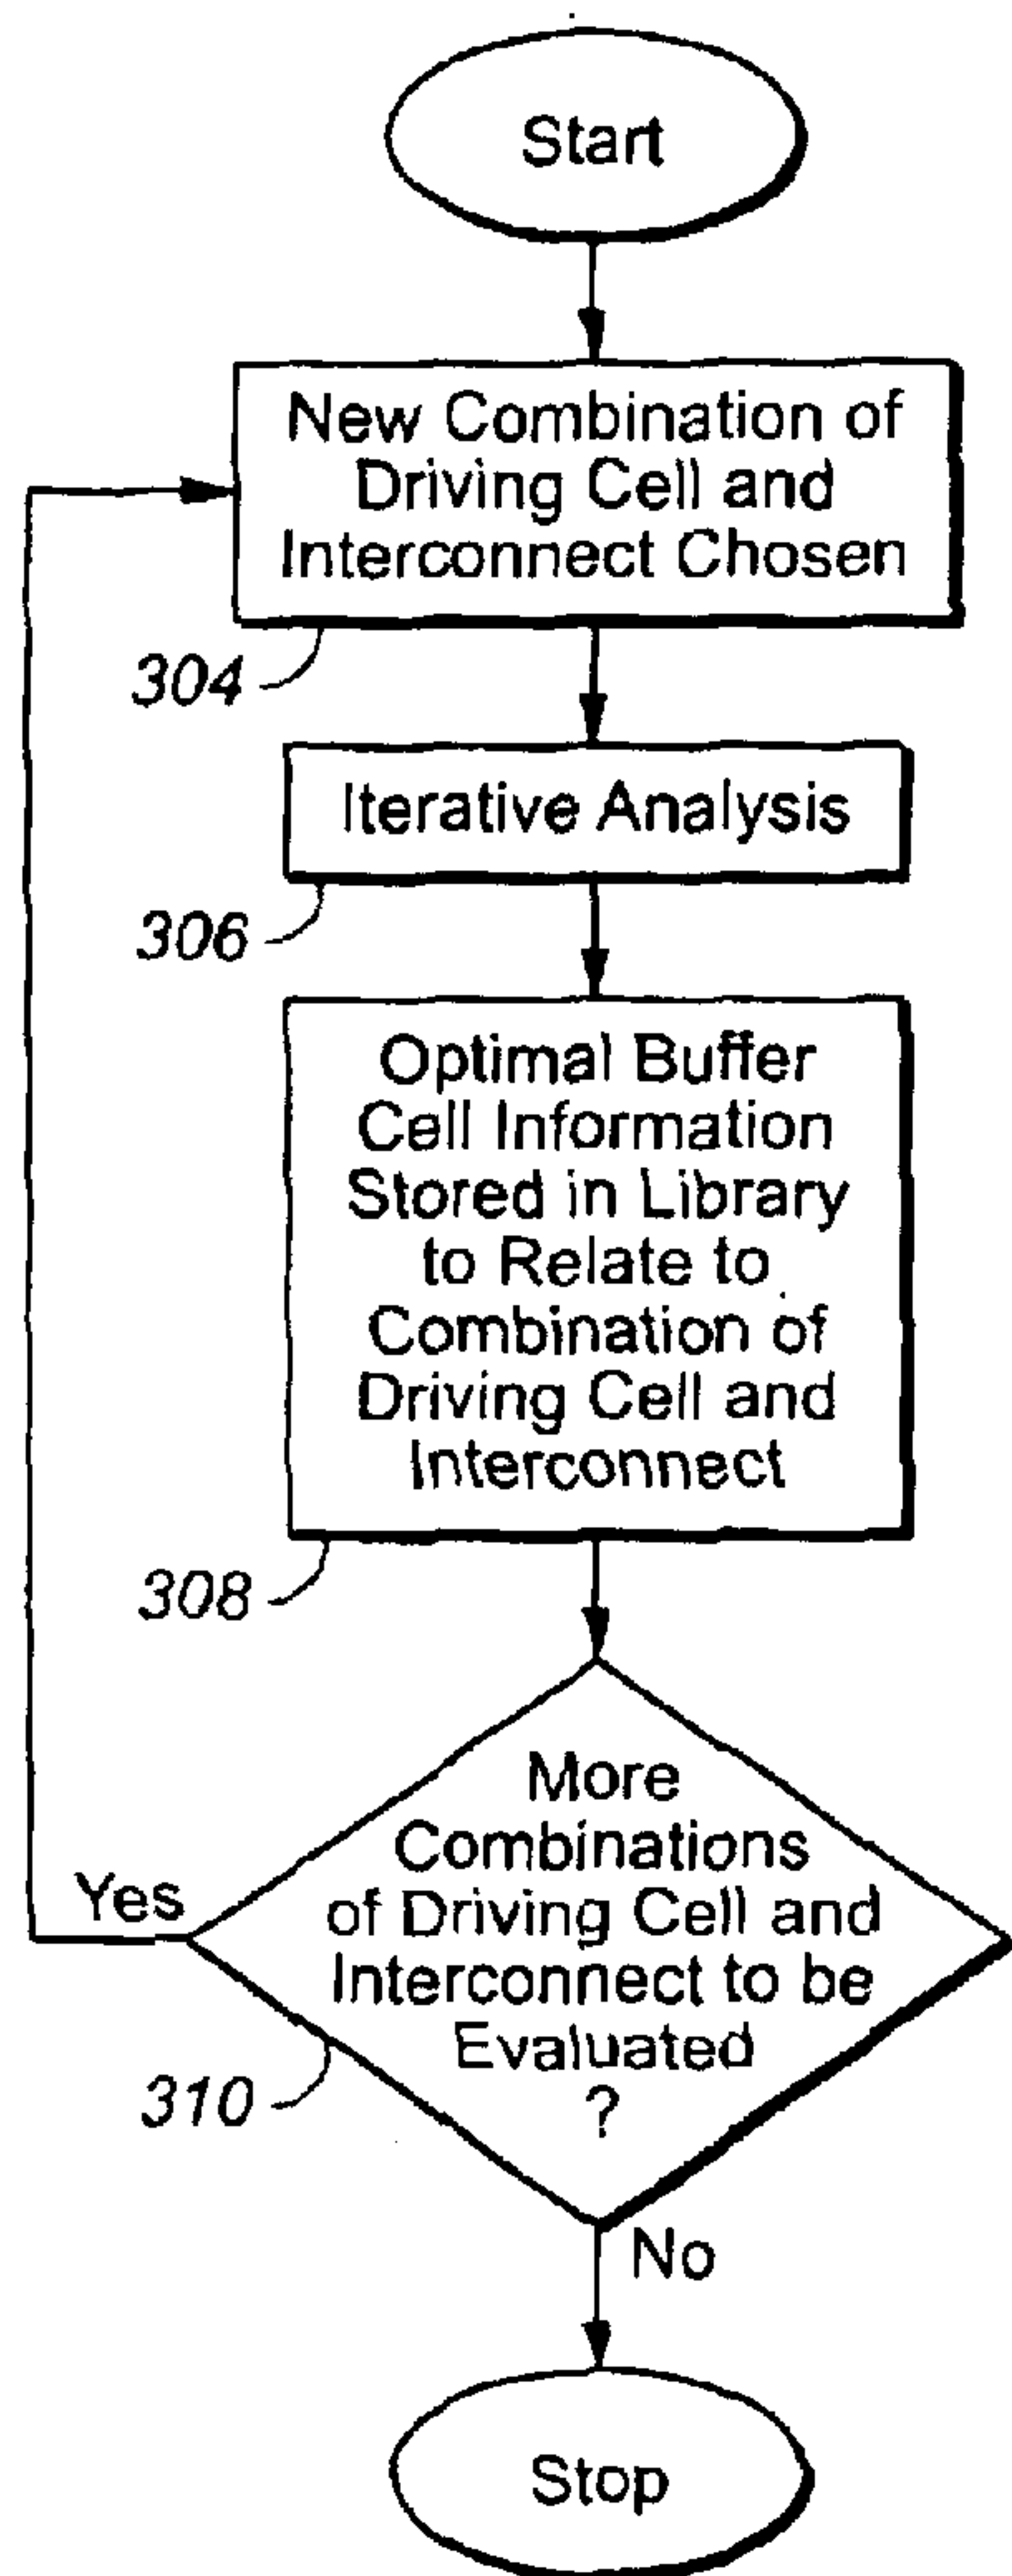 Start
New Combination of
Driving Cell and
Interconnect Chosen
304
Iterative Analysis
306
Optimal Buffer
Cell Information
Stored in Library
to Relate to
Combination of
Driving Cell and
Interconnect
308
More
Combinations
of Driving Cell and
Interconnect to be
Evaluated
?
Yes
310
No
Stop